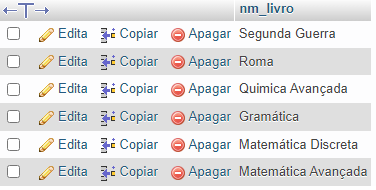 nm_livro
Edita Copiar Apagar Segunda Guerra
Edita Copiar Apagar Roma
Edita Copiar Apagar Quimica Avançada
Edita Copiar Apagar Gramática
Edita Copiar Apagar Matemática Discreta
Edita Copiar Apagar Matemática Avançada